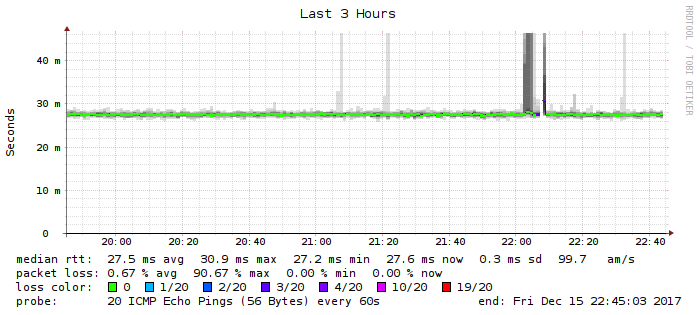 Last 3 Hours
RRDTOOL / TOBI OETIKER
Seconds
40 m
30 m
20 m
10 m
0
20:00 20:20 20:40 21:00 21:20 21:40 22:00 22:20 22:40
median rtt: 27.5 ms avg 30.9 ms max 27.2 ms min 27.6 ms now 0.3 ms sd 99.7 am/s
packet loss: 0.67 % avg 90.67 % max 0.00 % min 0.00 % now
loss color: 0 1/20 2/20 3/20 4/20 10/20 19/20
probe: 20 ICMP Echo Pings (56 Bytes) every 60s end: Fri Dec 15 22:45:03 2017